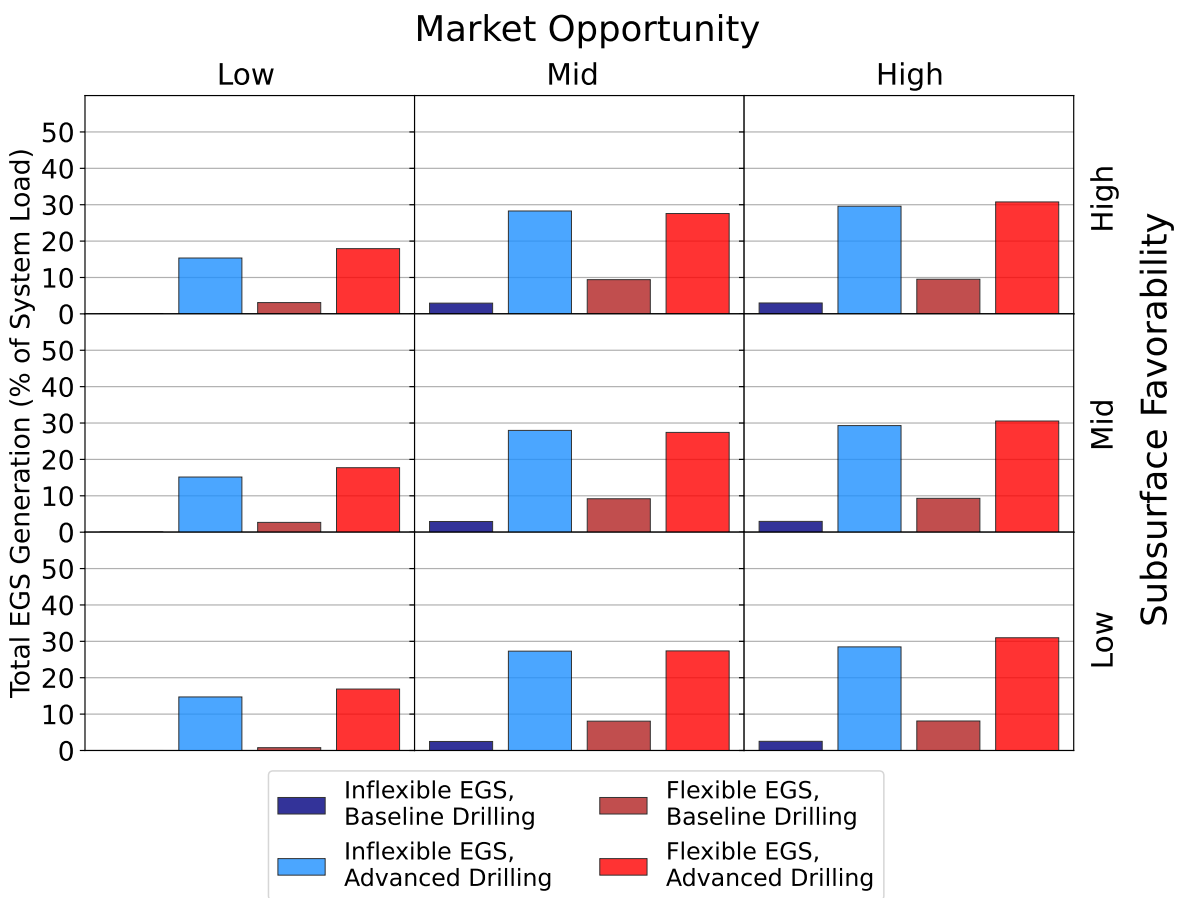 Market Opportunity
Low Mid High
Total EGS Generation (% of System Load)
50
40
30
20
10
0
High
50
40
30
20
10
0
Mid
50
40
30
20
10
0
Low
Subsurface Favorability
Inflexible EGS,
Baseline Drilling
Inflexible EGS,
Advanced Drilling
Flexible EGS,
Baseline Drilling
Flexible EGS,
Advanced Drilling